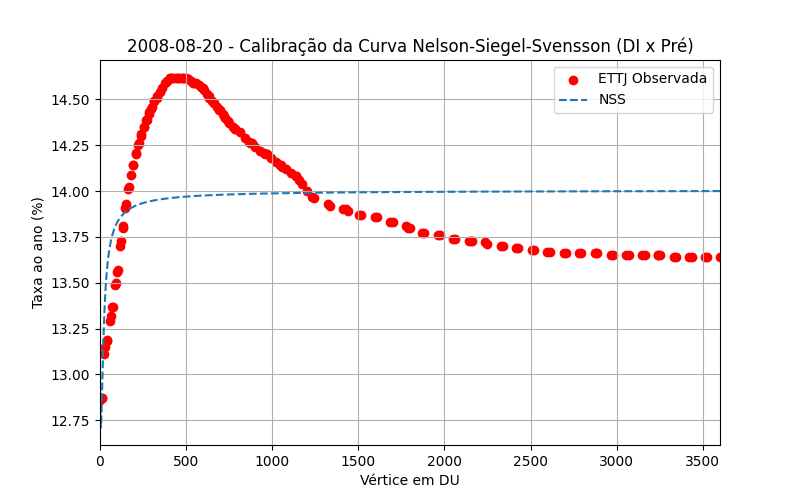 2008-08-20 - Calibração da Curva Nelson-Siegel-Svensson (DI x Pré)
ETTJ Observada
NSS
Taxa ao ano (%)
14.50
14.25
14.00
13.75
13.50
13.25
13.00
12.75
0 500 1000 1500 2000 2500 3000 3500
Vértice em DU